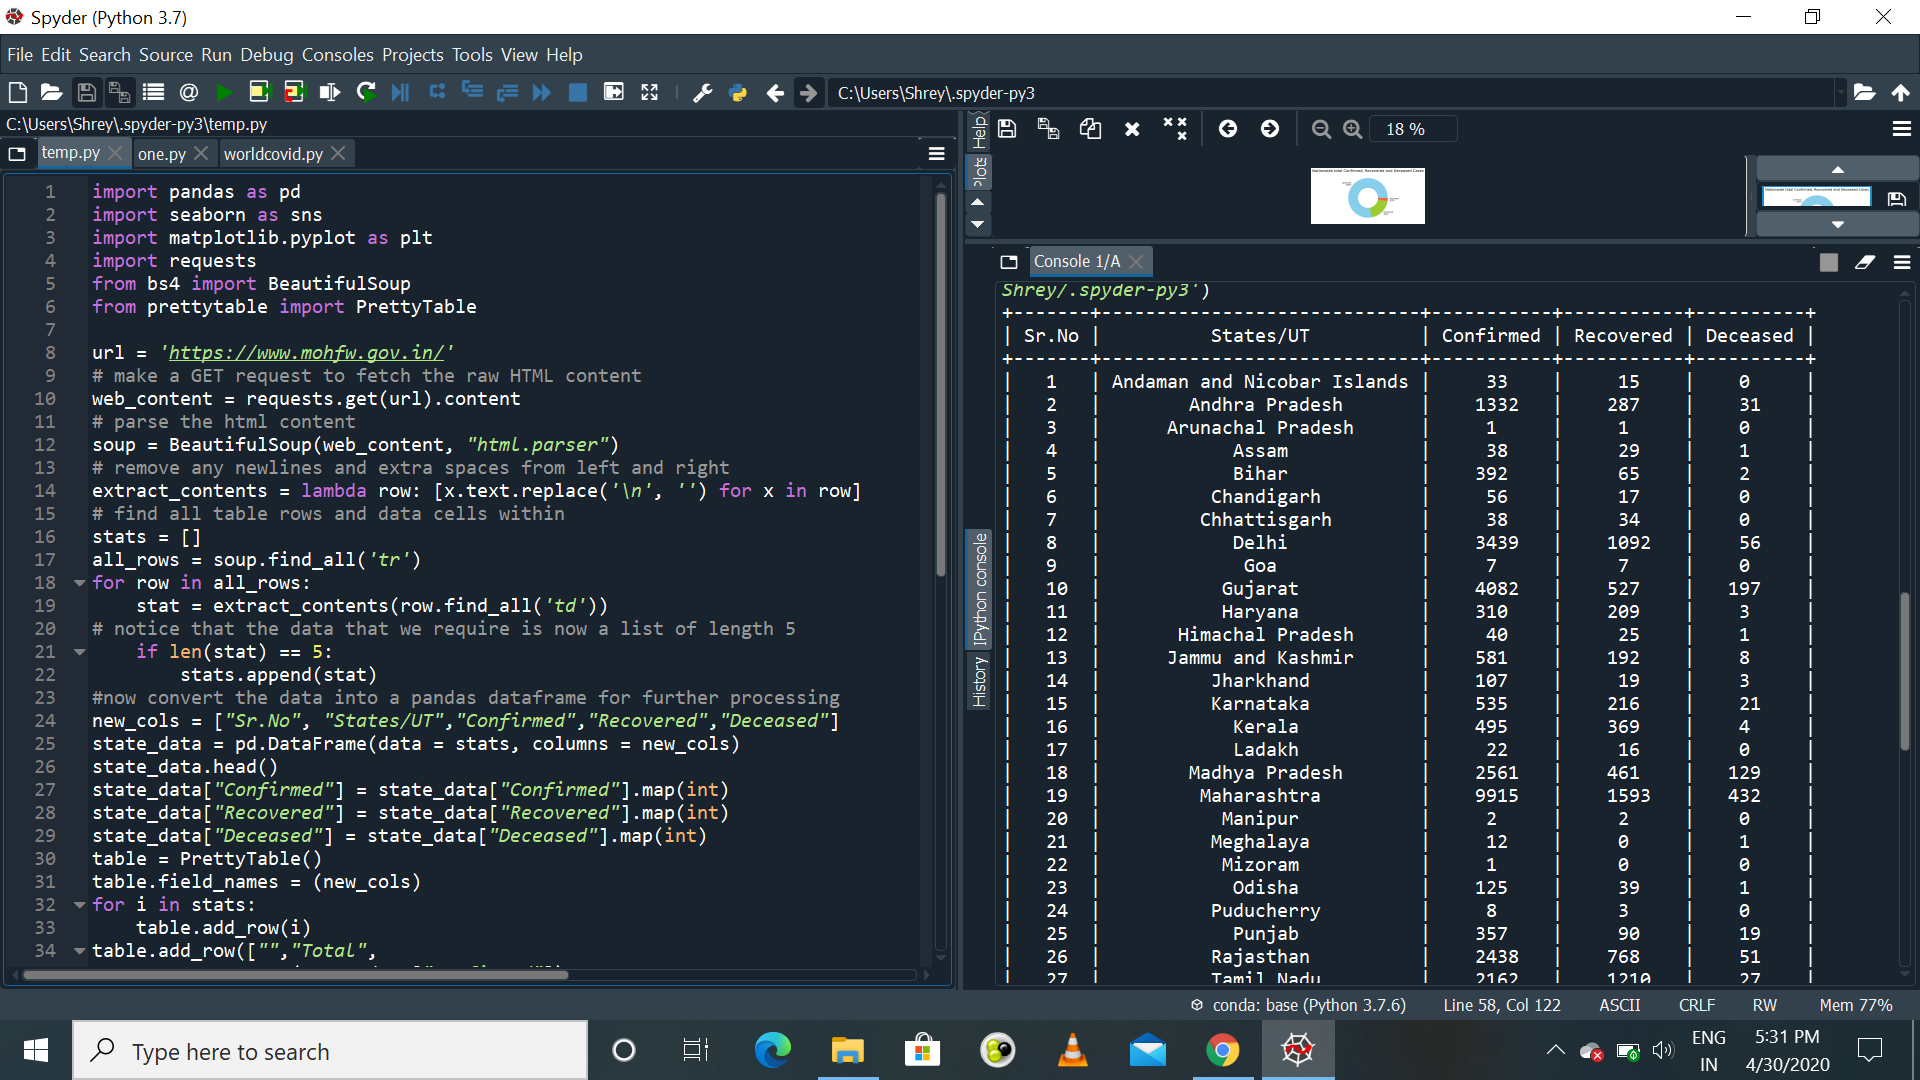 Spyder (Python 3.7)
File Edit Search Source Run Debug Consoles Projects Tools View Help
C:\Users\Shrey\.spyder-py3
C:\Users\Shrey\.spyder-py3\temp.py
temp.py
one.py
worldcovid.py
1 import pandas as pd
2 import seaborn as sns
3 import matplotlib.pyplot as plt
4 import requests
5 from bs4 import BeautifulSoup
6 from prettytable import PrettyTable
7
8 url = 'https://www.mohfw.gov.in/'
9 # make a GET request to fetch the raw HTML content
10 web_content = requests.get(url).content
11 # parse the html content
12 soup = BeautifulSoup(web_content, "html.parser")
13 # remove any newlines and extra spaces from left and right
14 extract_contents = lambda row: [x.text.replace('\n', '') for x in row]
15 # find all table rows and data cells within
16 stats = []
17 all_rows = soup.find_all('tr')
18 for row in all_rows:
19     stat = extract_contents(row.find_all('td'))
20 # notice that the data that we require is now a list of length 5
21     if len(stat) == 5:
22         stats.append(stat)
23 #now convert the data into a pandas dataframe for further processing
24 new_cols = ["Sr.No", "States/UT","Confirmed","Recovered","Deceased"]
25 state_data = pd.DataFrame(data = stats, columns = new_cols)
26 state_data.head()
27 state_data["Confirmed"] = state_data["Confirmed"].map(int)
28 state_data["Recovered"] = state_data["Recovered"].map(int)
29 state_data["Deceased"] = state_data["Deceased"].map(int)
30 table = PrettyTable()
31 table.field_names = (new_cols)
32 for i in stats:
33     table.add_row(i)
34 table.add_row(["","Total",
Help
Plots
18 %
Nationwide total Confirmed, Recovered and Deceased Cases
Nationwide total Confirmed, Recovered and Deceased Cases
IPython console
History
Console 1/A
Shrey/.spyder-py3')
+-------+-----------------------------+-----------+-----------+----------+
| Sr.No | States/UT | Confirmed | Recovered | Deceased |
+-------+-----------------------------+-----------+-----------+----------+
| 1 | Andaman and Nicobar Islands | 33 | 15 | 0 |
| 2 | Andhra Pradesh | 1332 | 287 | 31 |
| 3 | Arunachal Pradesh | 1 | 1 | 0 |
| 4 | Assam | 38 | 29 | 1 |
| 5 | Bihar | 392 | 65 | 2 |
| 6 | Chandigarh | 56 | 17 | 0 |
| 7 | Chhattisgarh | 38 | 34 | 0 |
| 8 | Delhi | 3439 | 1092 | 56 |
| 9 | Goa | 7 | 7 | 0 |
| 10 | Gujarat | 4082 | 527 | 197 |
| 11 | Haryana | 310 | 209 | 3 |
| 12 | Himachal Pradesh | 40 | 25 | 1 |
| 13 | Jammu and Kashmir | 581 | 192 | 8 |
| 14 | Jharkhand | 107 | 19 | 3 |
| 15 | Karnataka | 535 | 216 | 21 |
| 16 | Kerala | 495 | 369 | 4 |
| 17 | Ladakh | 22 | 16 | 0 |
| 18 | Madhya Pradesh | 2561 | 461 | 129 |
| 19 | Maharashtra | 9915 | 1593 | 432 |
| 20 | Manipur | 2 | 2 | 0 |
| 21 | Meghalaya | 12 | 0 | 1 |
| 22 | Mizoram | 1 | 0 | 0 |
| 23 | Odisha | 125 | 39 | 1 |
| 24 | Puducherry | 8 | 3 | 0 |
| 25 | Punjab | 357 | 90 | 19 |
| 26 | Rajasthan | 2438 | 768 | 51 |
| 27 | Tamil Nadu | 2162 | 1210 | 27 |
conda: base (Python 3.7.6) Line 58, Col 122 ASCII CRLF RW Mem 77%
Type here to search
ENG
IN
5:31 PM
4/30/2020